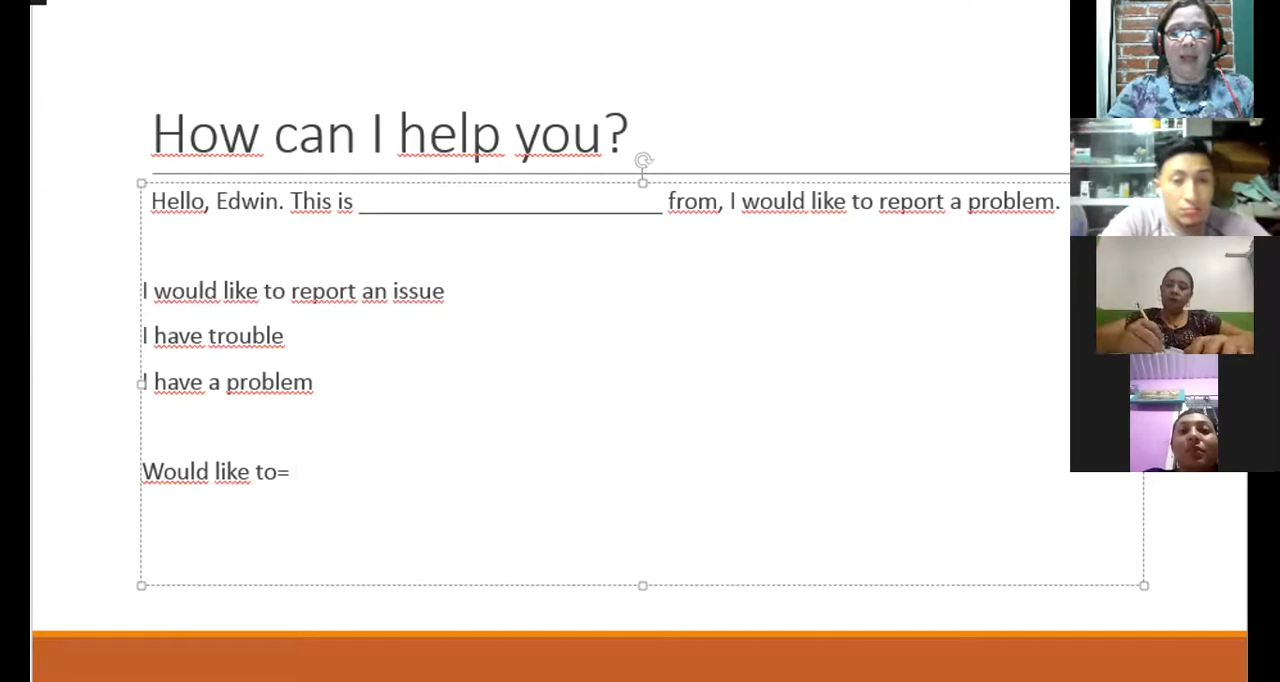 How can I help you?
Hello, Edwin. This is _________________________ from, I would like to report a problem.
I would like to report an issue
I have trouble
I have a problem
Would like to=